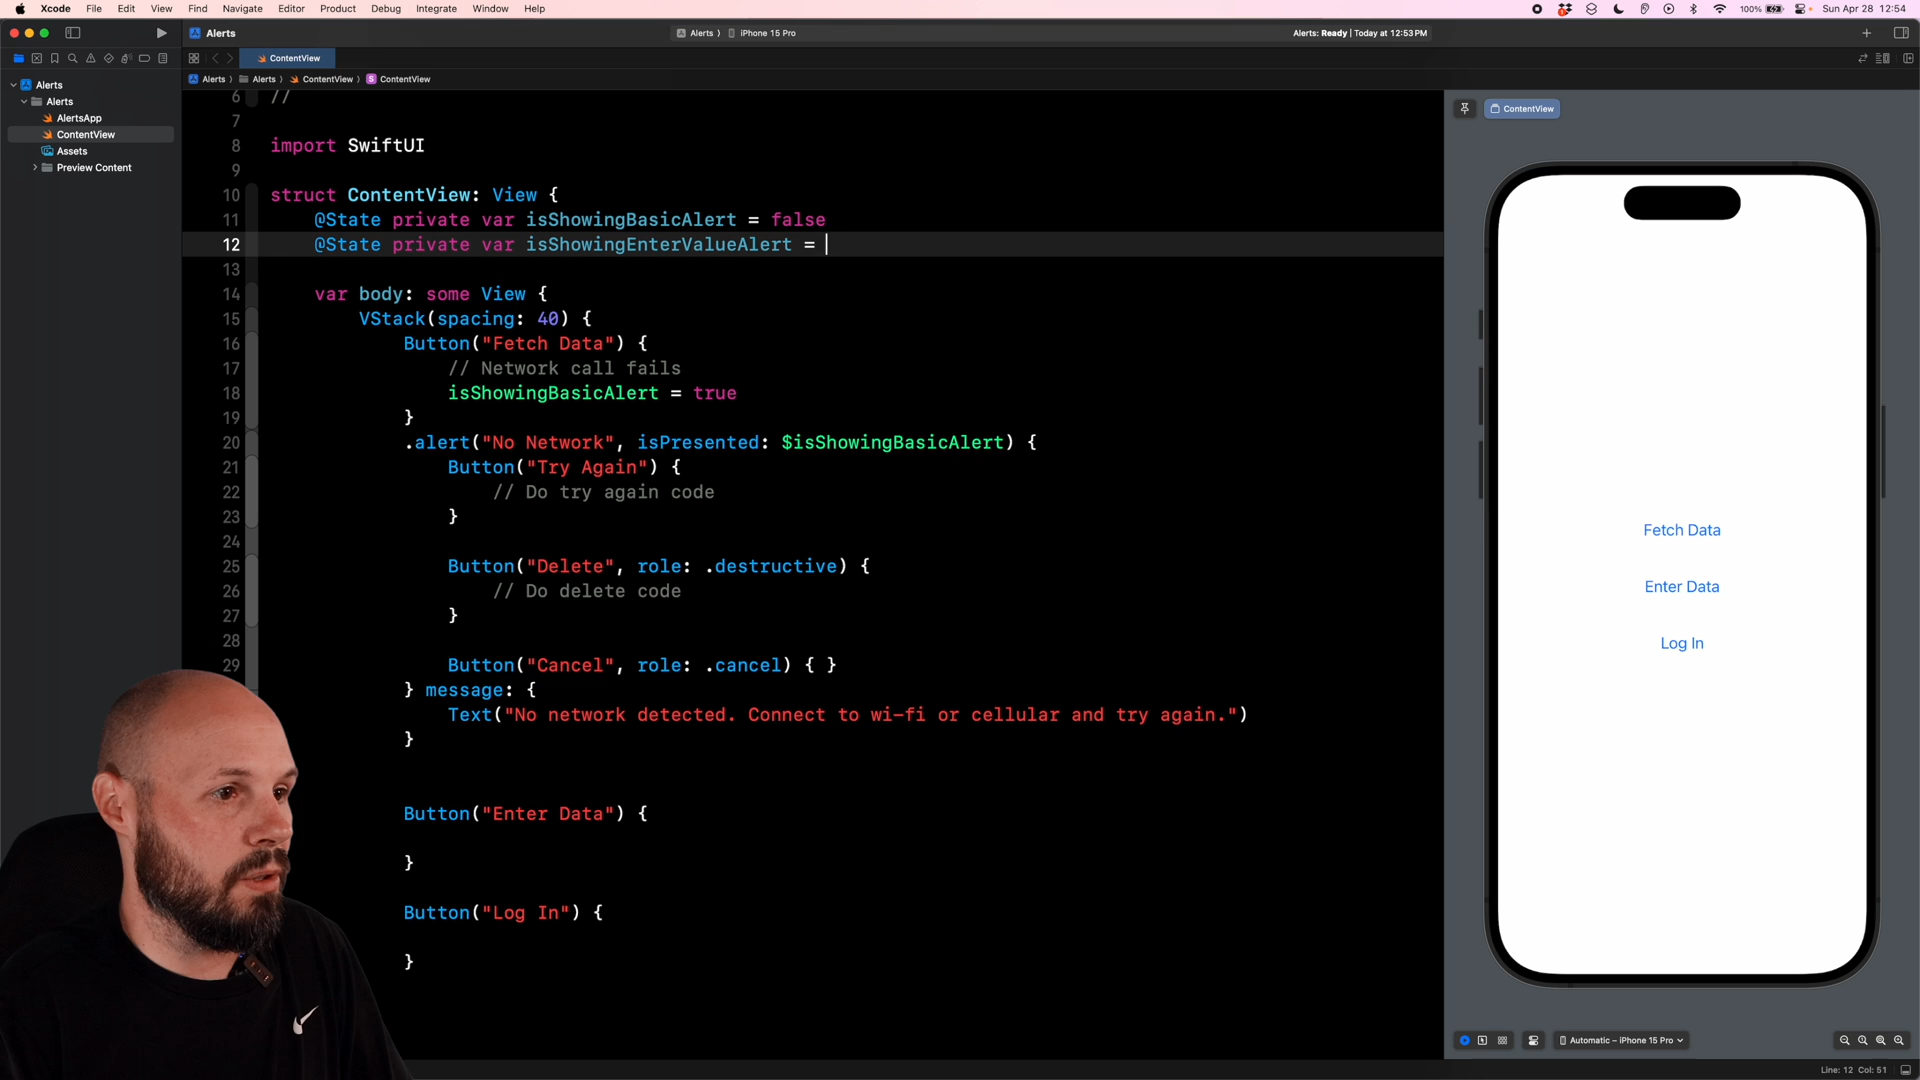 Xcode File Edit View Find Navigate Editor Product Debug Integrate Window Help 100% Sun Apr 28 12:54
Alerts Alerts 〉 iPhone 15 Pro Alerts: Ready | Today at 12:53 PM
ContentView
Alerts 〉 Alerts 〉 ContentView 〉 S ContentView
Alerts
Alerts
AlertsApp
ContentView
Assets
Preview Content
6 //
7
8 import SwiftUI
9
10 struct ContentView: View {
11 @State private var isShowingBasicAlert = false
12 @State private var isShowingEnterValueAlert =
13
14 var body: some View {
15 VStack(spacing: 40) {
16 Button("Fetch Data") {
17 // Network call fails
18 isShowingBasicAlert = true
19 }
20 .alert("No Network", isPresented: $isShowingBasicAlert) {
21 Button("Try Again") {
22 // Do try again code
23 }
24
25 Button("Delete", role: .destructive) {
26 // Do delete code
27 }
28
29 Button("Cancel", role: .cancel) { }
} message: {
Text("No network detected. Connect to wi-fi or cellular and try again.")
}
Button("Enter Data") {
}
Button("Log In") {
}
ContentView
Fetch Data
Enter Data
Log In
Automatic – iPhone 15 Pro
Line: 12 Col: 51